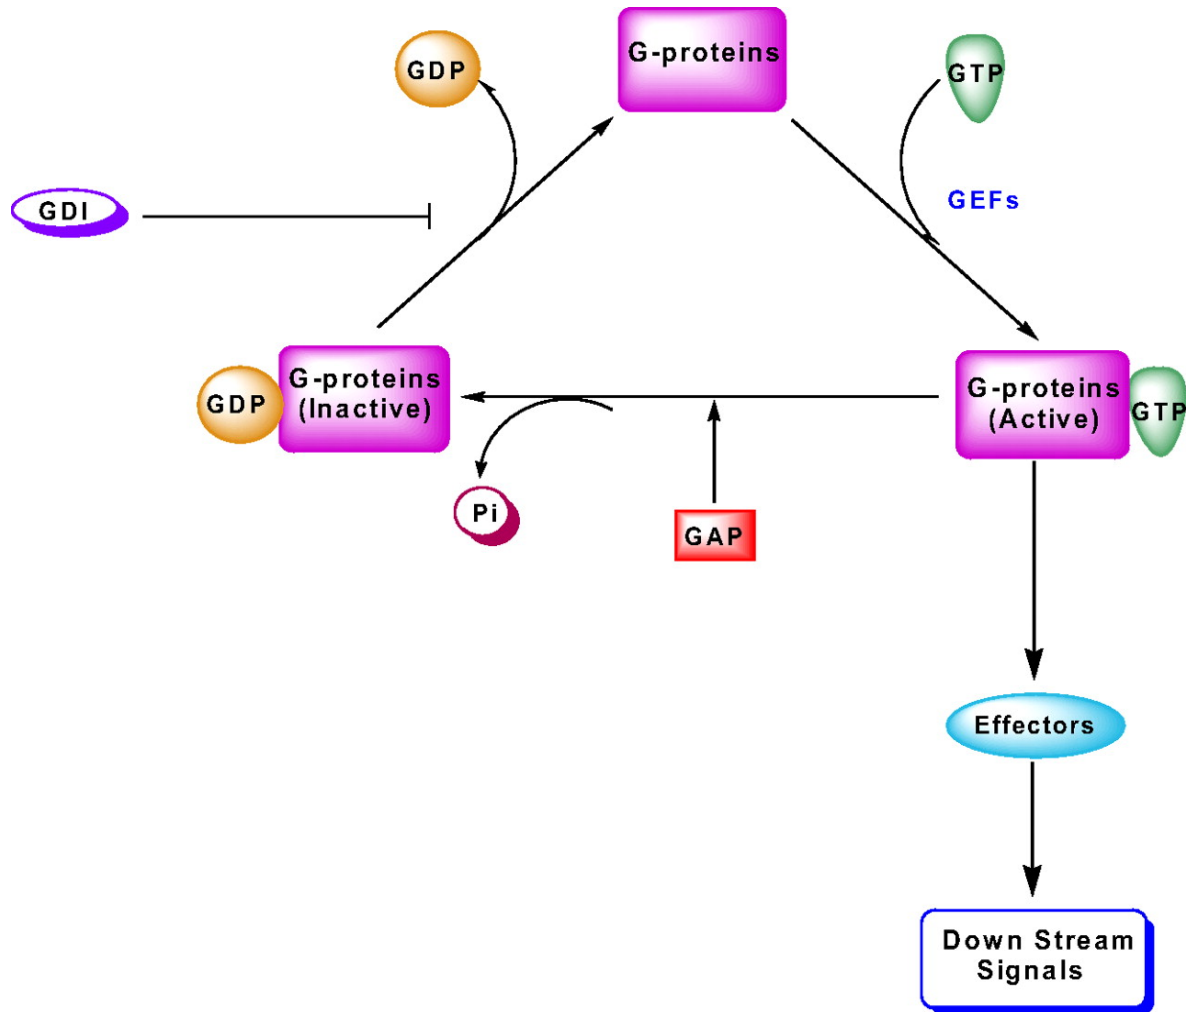 G-proteins
GDP
GTP
GEFs
GDI
GDP
G-proteins
(Inactive)
G-proteins
(Active)
GTP
Pi
GAP
Effectors
Down Stream
Signals